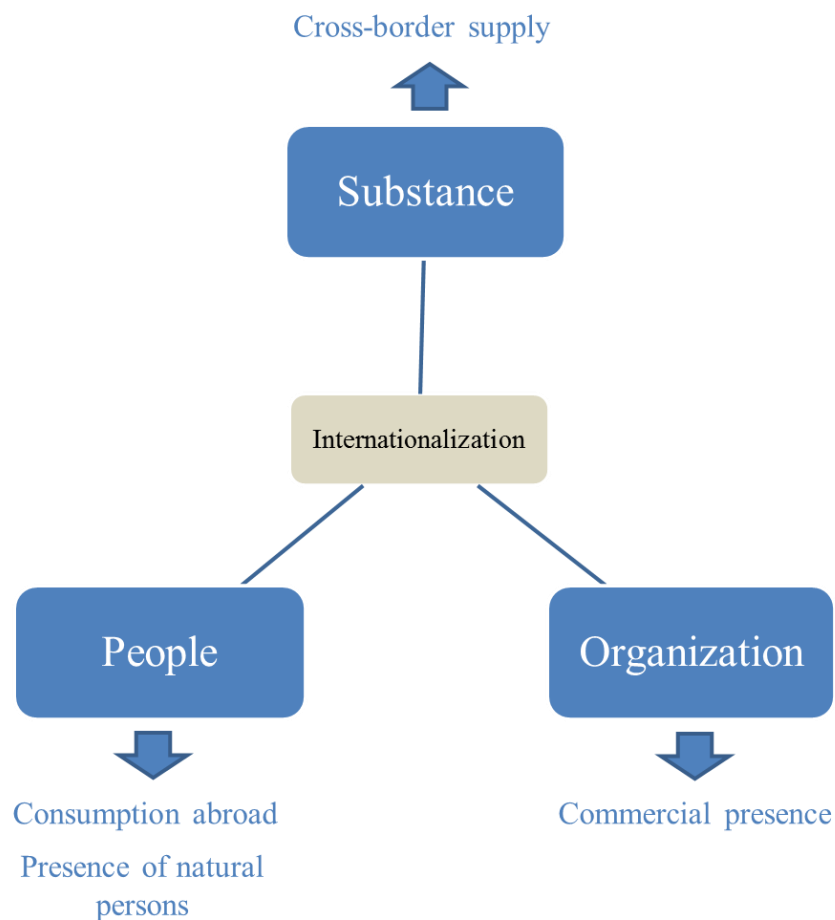 Cross-border supply
Substance
Internationalization
People
Organization
Consumption abroad
Presence of natural
persons
Commercial presence